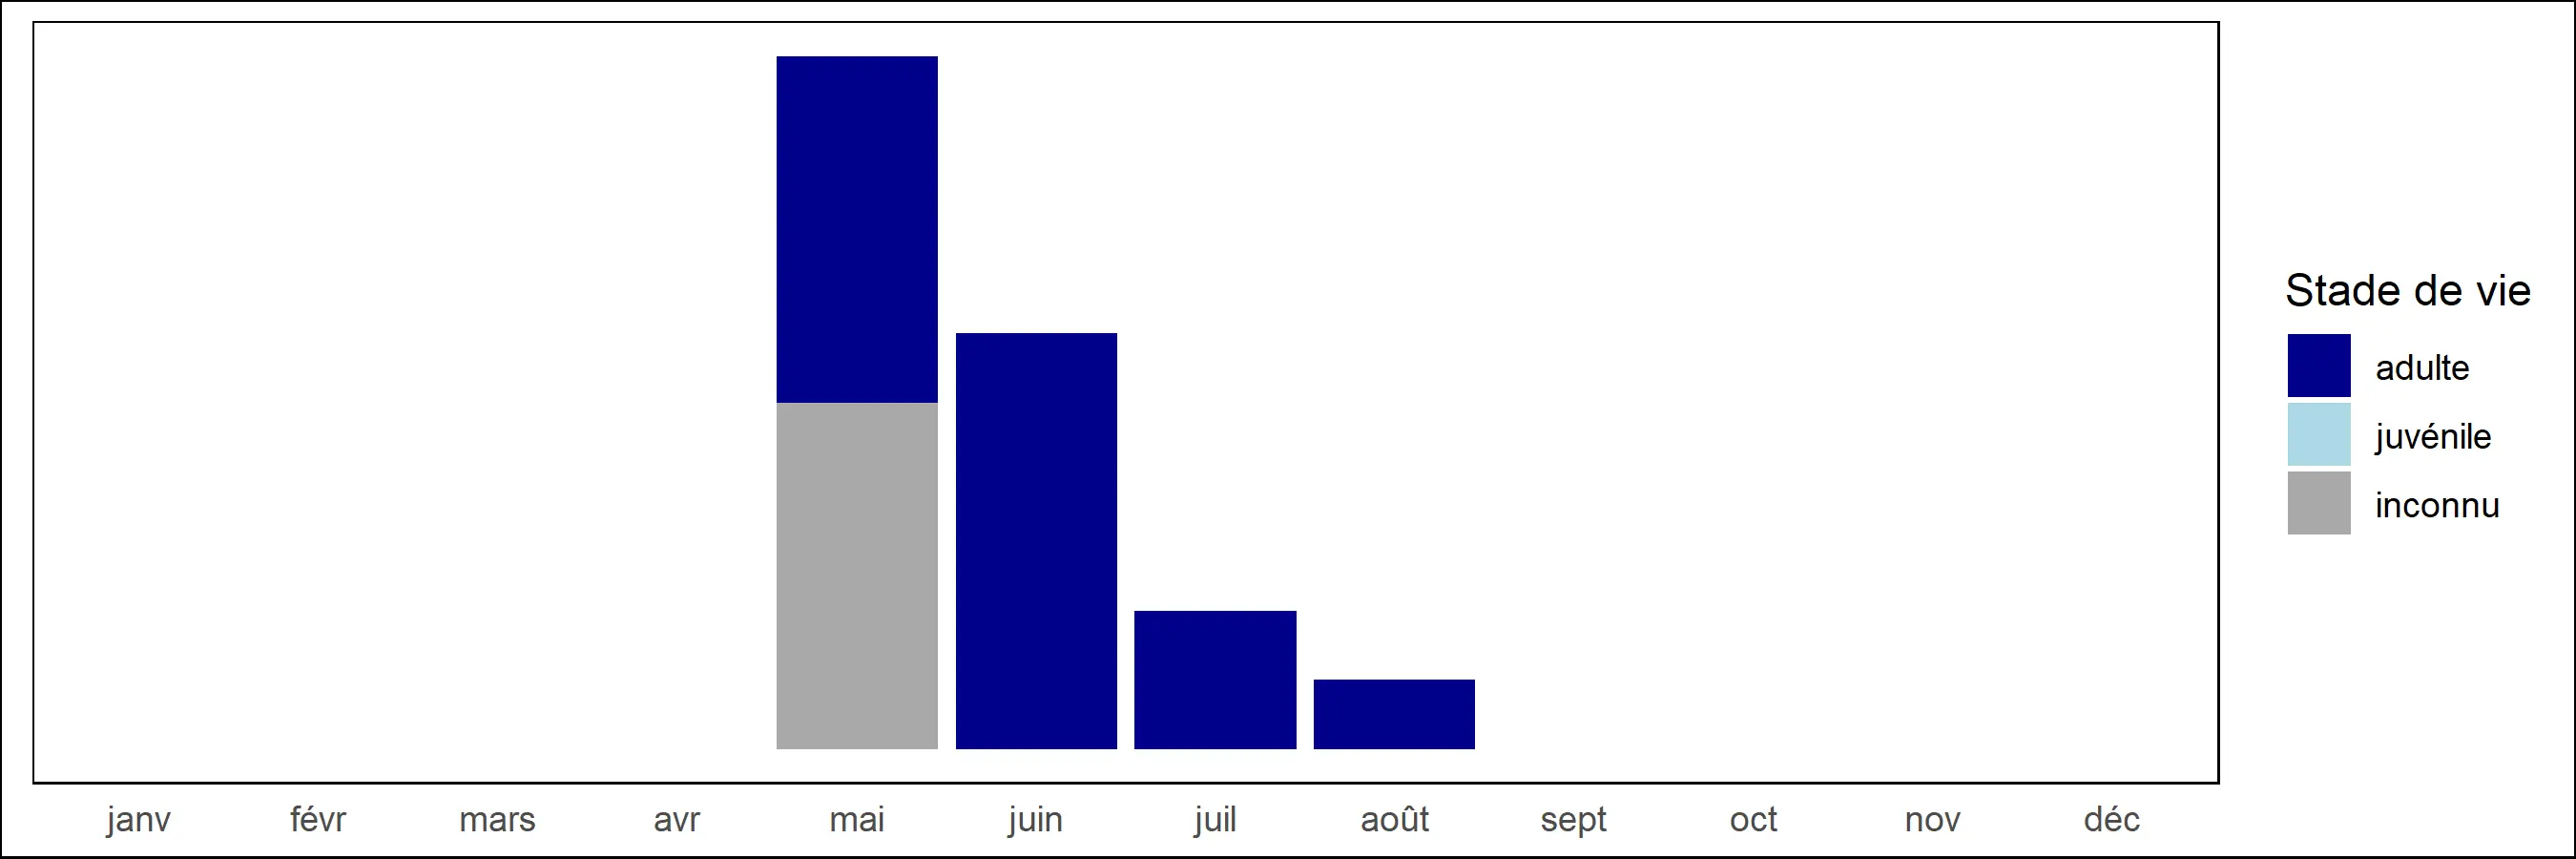 Stade de vie
adulte
juvénile
inconnu
janv févr mars avr mai juin juil août sept oct nov déc